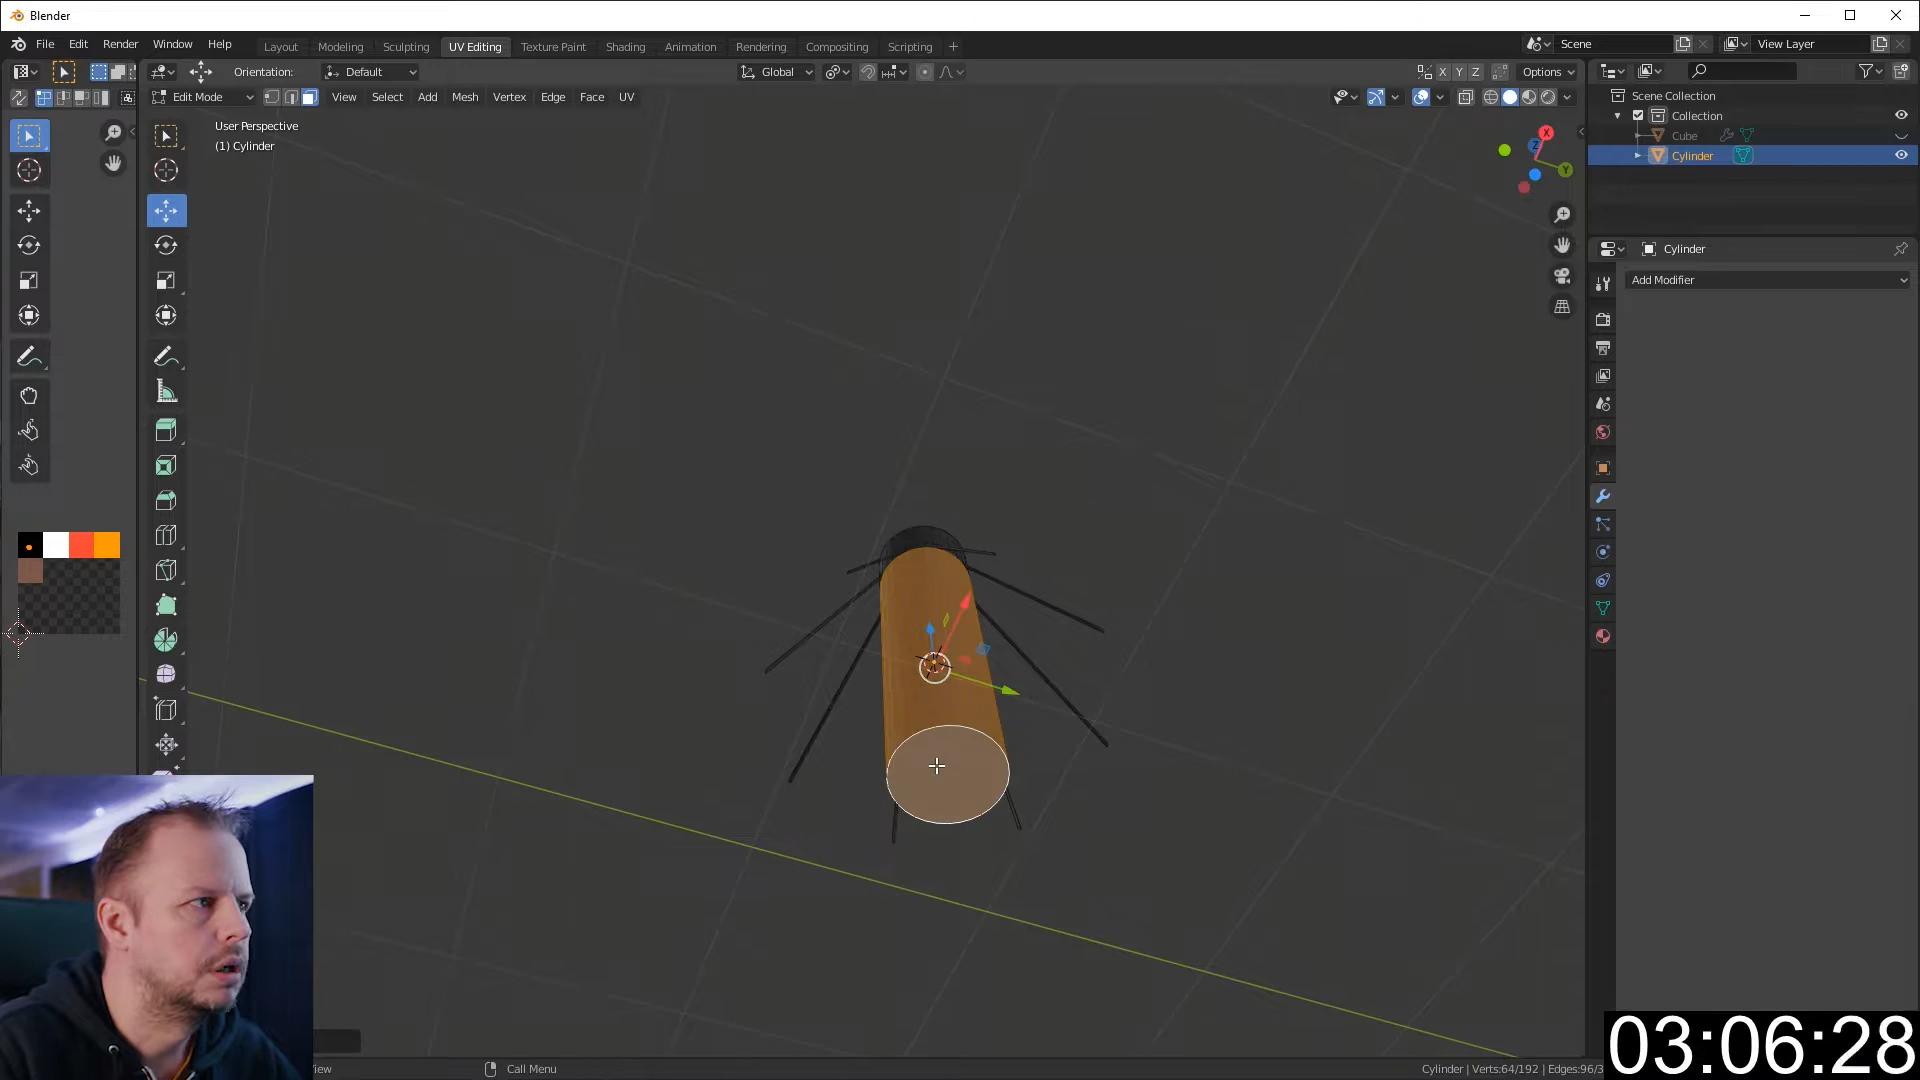 Blender
File Edit Render Window Help
Layout Modeling Sculpting UV Editing Texture Paint Shading Animation Rendering Compositing Scripting +
Scene
View Layer
Orientation: Default
Global
X Y Z
Options
Edit Mode
View Select Add Mesh Vertex Edge Face UV
User Perspective
(1) Cylinder
X
Z
Y
Scene Collection
Collection
Cube
Cylinder
Cylinder
Add Modifier
Call Menu
Cylinder | Verts:64/192 | Edges:96/3
03:06:28